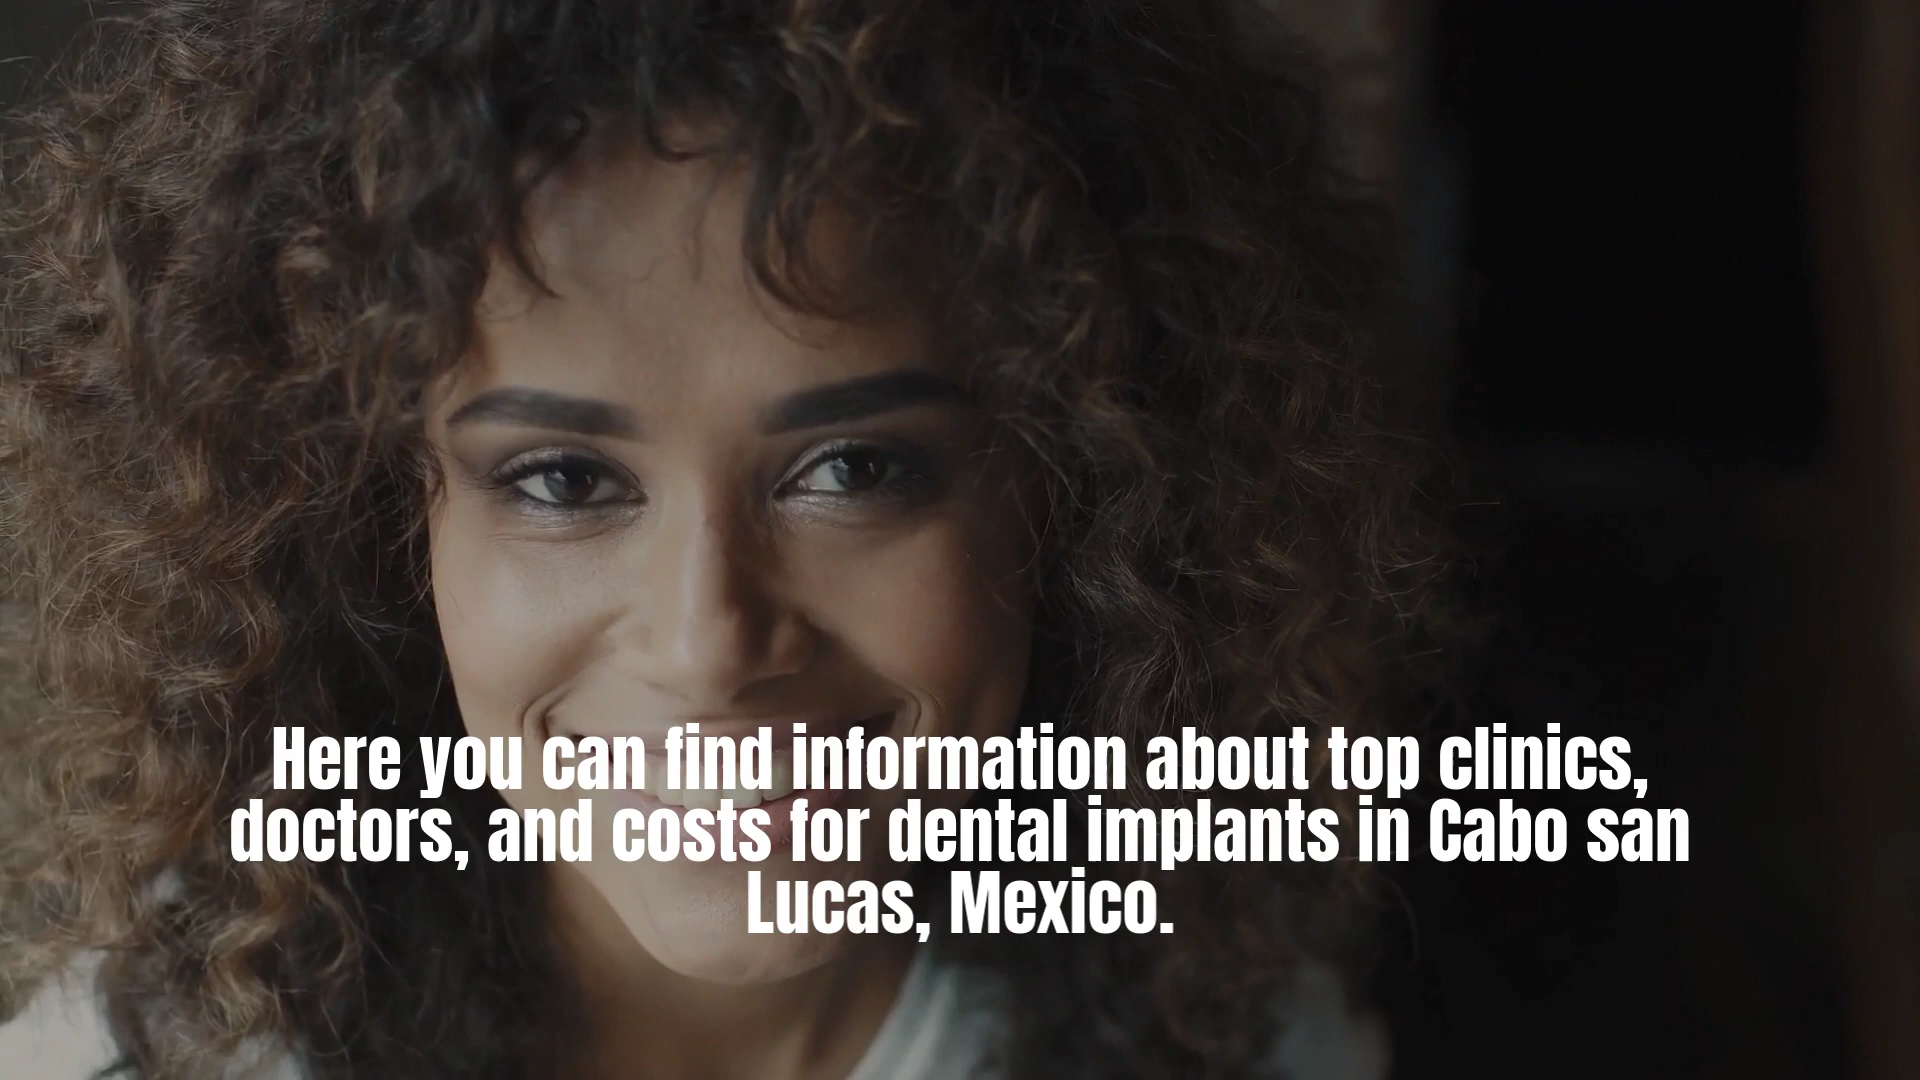 Here you can find information about top clinics,
doctors, and costs for dental implants in Cabo san
Lucas, Mexico.